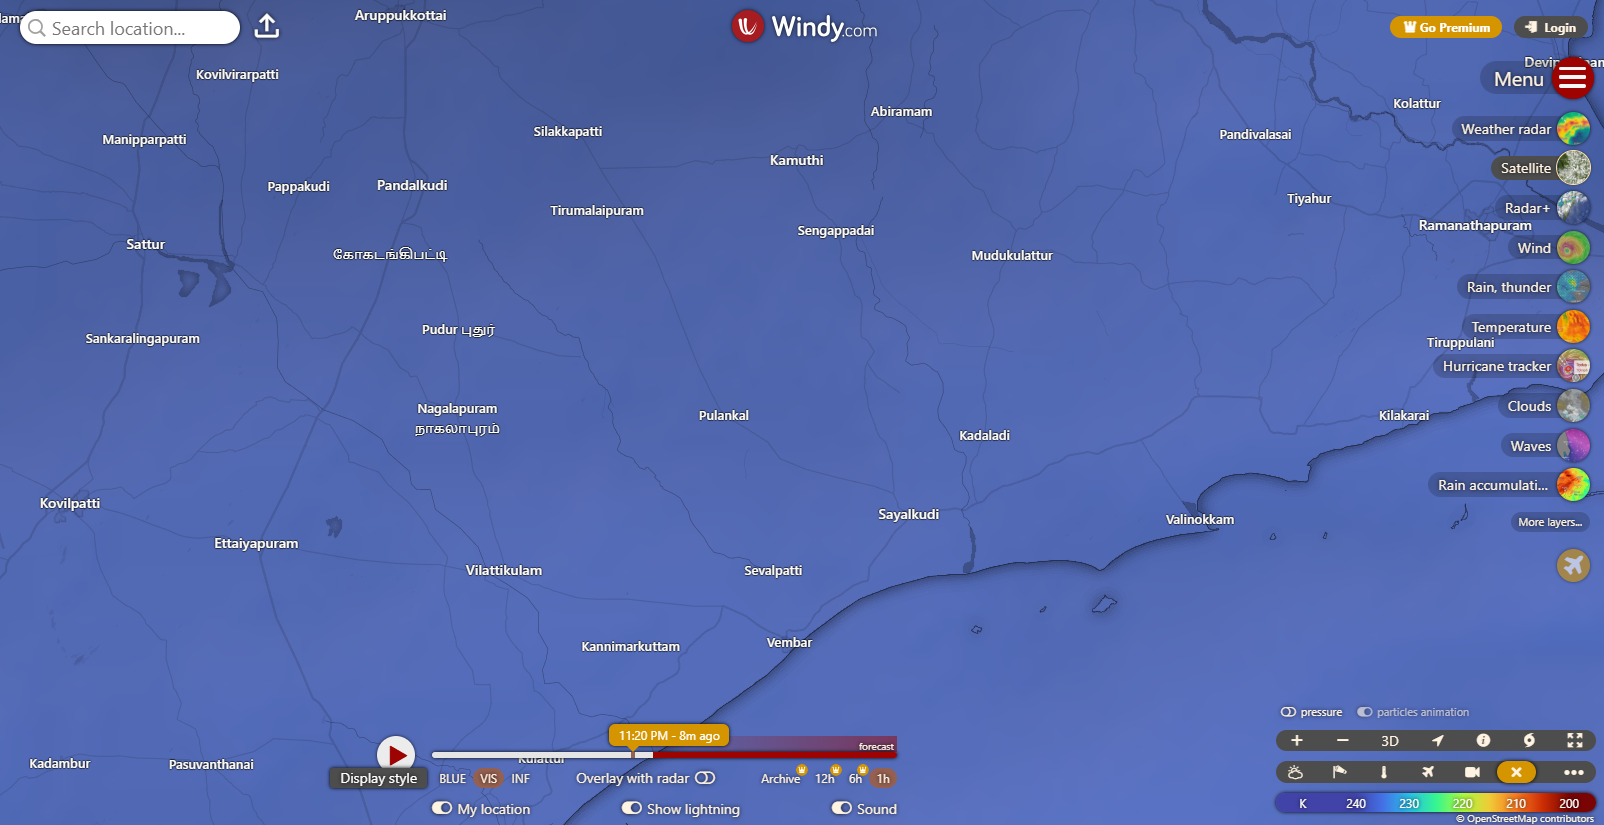 Search location...
Windy.com
Go Premium
Login
Menu
Weather radar
Satellite
Radar+
Wind
Rain, thunder
Temperature
Hurricane tracker
Clouds
Waves
Rain accumulati...
More layers...
Aruppukkottai
Kovilvirarpatti
Abiramam
Kolattur
Silakkapatti
Pandivalasai
Manipparpatti
Kamuthi
Pappakudi
Pandalkudi
Tiyahur
Tirumalaipuram
Ramanathapuram
Sengappadai
Sattur
கோகடங்கிபட்டி
Mudukulattur
Pudur புதுர்
Sankaralingapuram
Tiruppulani
Nagalapuram
நாகலாபுரம்
Pulankal
Kilakarai
Kadaladi
Kovilpatti
Sayalkudi
Valinokkam
Ettaiyapuram
Vilattikulam
Sevalpatti
Kannimarkuttam
Vembar
Kadambur
Pasuvanthanai
Kulattur
11:20 PM - 8m ago
forecast
Display style
BLUE
VIS
INF
Overlay with radar
Archive
12h
6h
1h
My location
Show lightning
Sound
pressure
particles animation
3D
K 240 230 220 210 200
© OpenStreetMap contributors